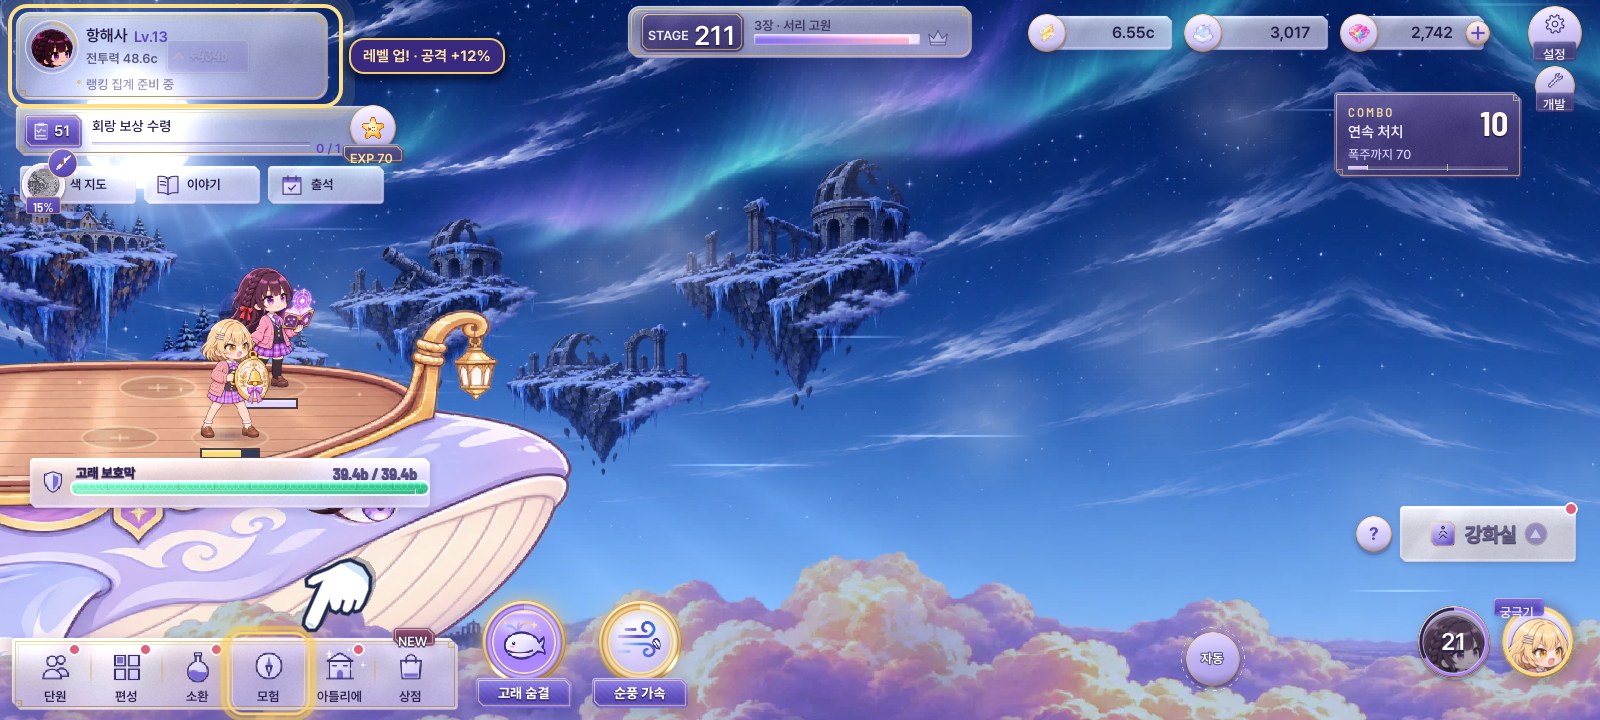 항해사 Lv.13
전투력 48.6c
랭킹 집계 준비 중
레벨 업! · 공격 +12%
51 회랑 보상 수령
0 / 1
EXP 70
15%
색 지도
이야기
출석
STAGE 211
3장 · 서리 고원
6.55c
3,017
2,742
설정
개발
COMBO
연속 처치
10
폭주까지 70
고래 보호막
39.4b / 39.4b
?
강화실
궁극기
21
자동
NEW
단원
편성
소환
모험
아틀리에
상점
고래 숨결
순풍 가속